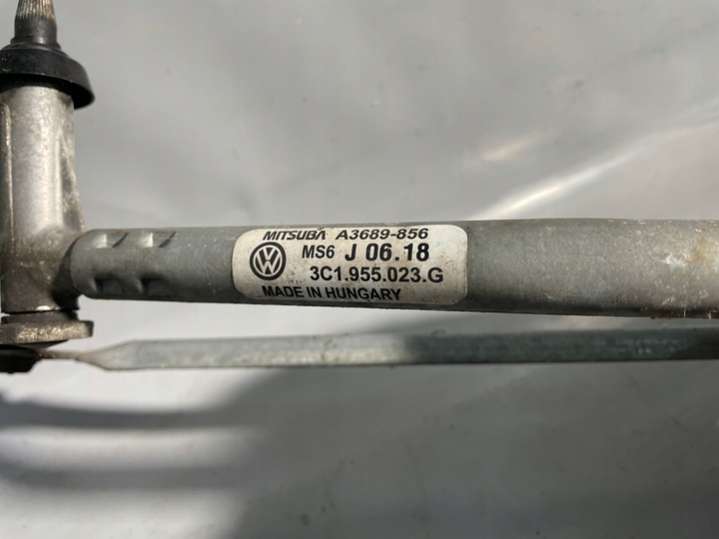 MITSUBA A3689-856
MS6 J 06.18
3C1.955.023.G
MADE IN HUNGARY